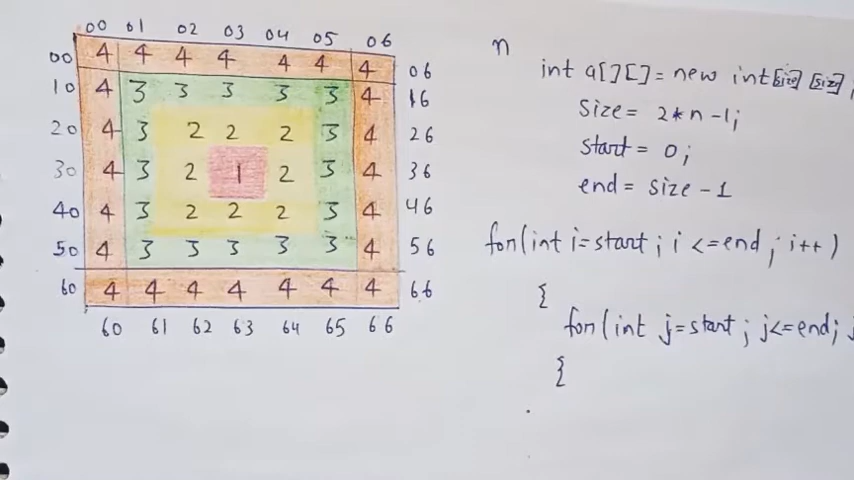 00 01 02 03 04 05 06
00 4 4 4 4 4 4 4 06
10 4 3 3 3 3 3 4 16
20 4 3 2 2 2 3 4 26
30 4 3 2 1 2 3 4 36
40 4 3 2 2 2 3 4 46
50 4 3 3 3 3 3 4 56
60 4 4 4 4 4 4 4 66
60 61 62 63 64 65 66
n
int a[][] = new int[size][size];
size = 2*n-1;
start = 0;
end = size -1
for(int i=start; i <=end; i++)
{
for(int j=start; j<=end; j
{